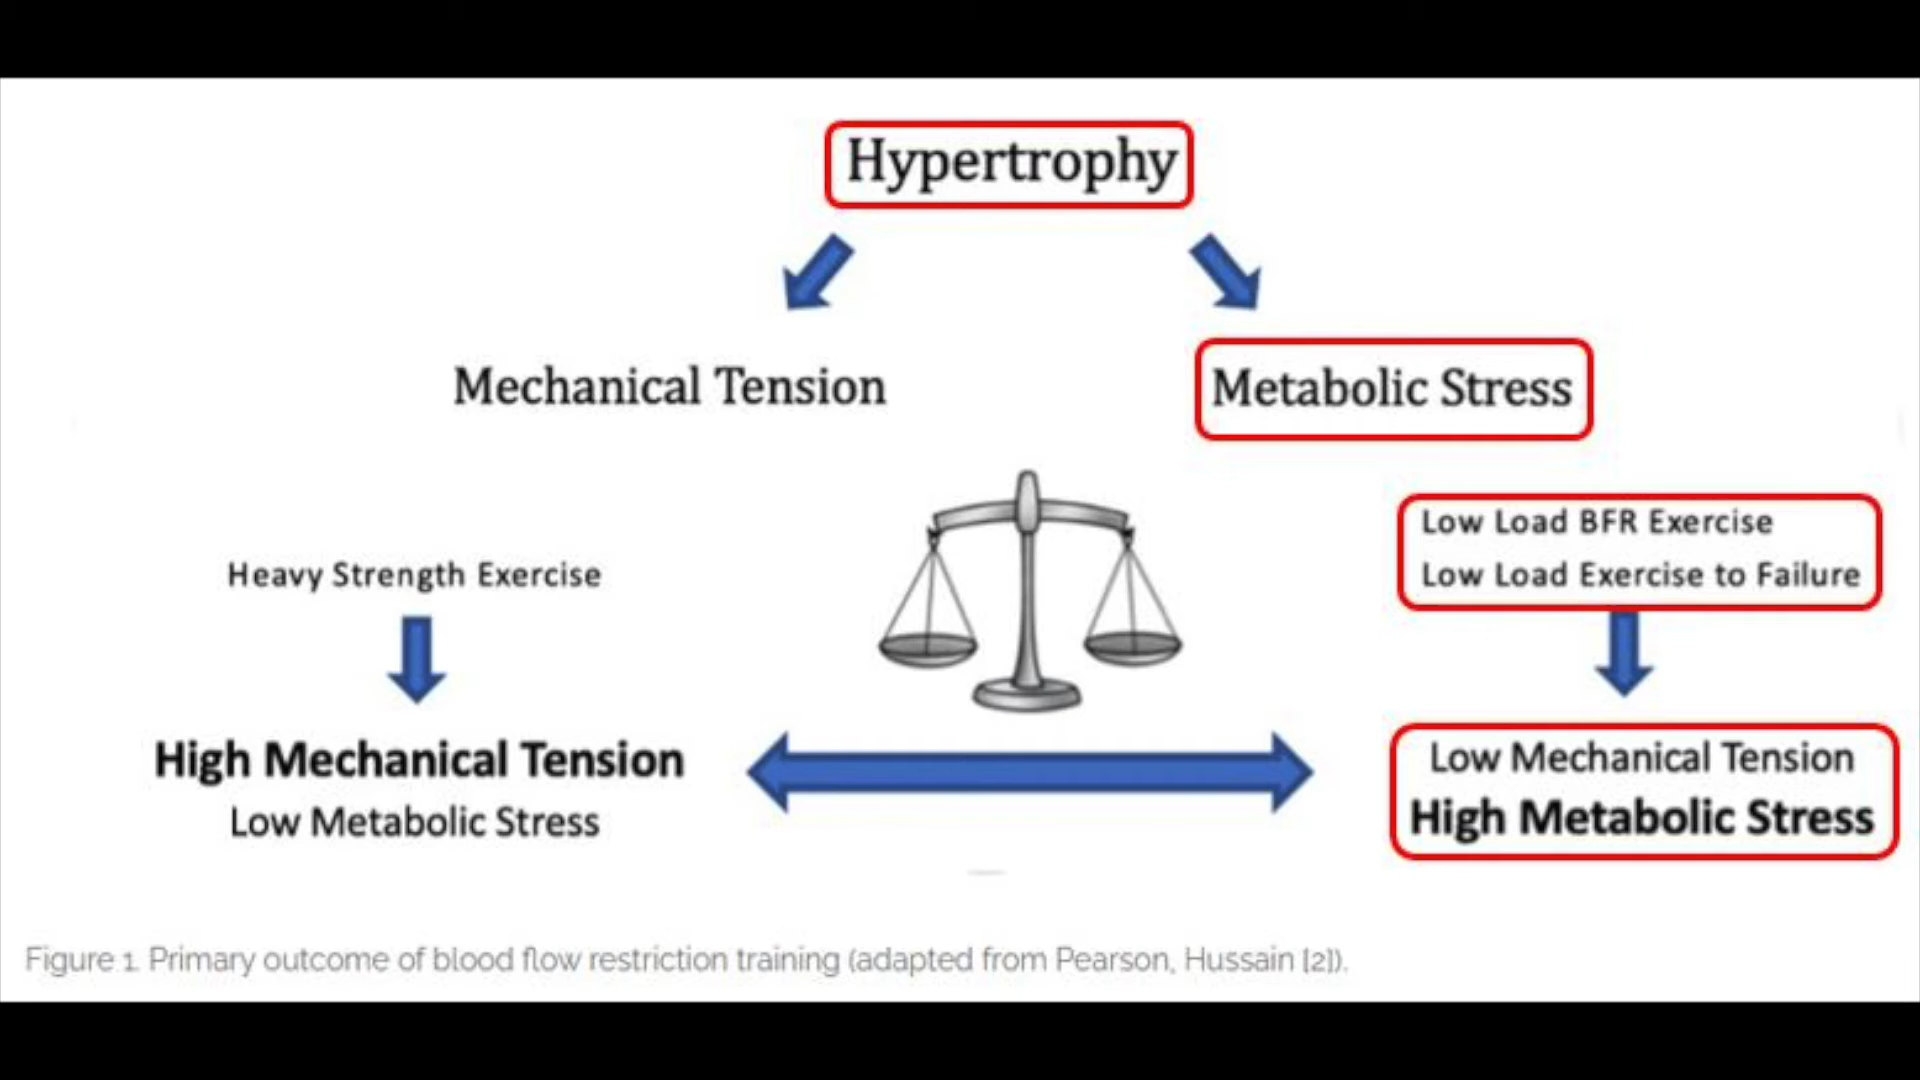 Hypertrophy
Mechanical Tension
Metabolic Stress
Heavy Strength Exercise
Low Load BFR Exercise
Low Load Exercise to Failure
High Mechanical Tension
Low Metabolic Stress
Low Mechanical Tension
High Metabolic Stress
Figure 1. Primary outcome of blood flow restriction training (adapted from Pearson, Hussain [2]).